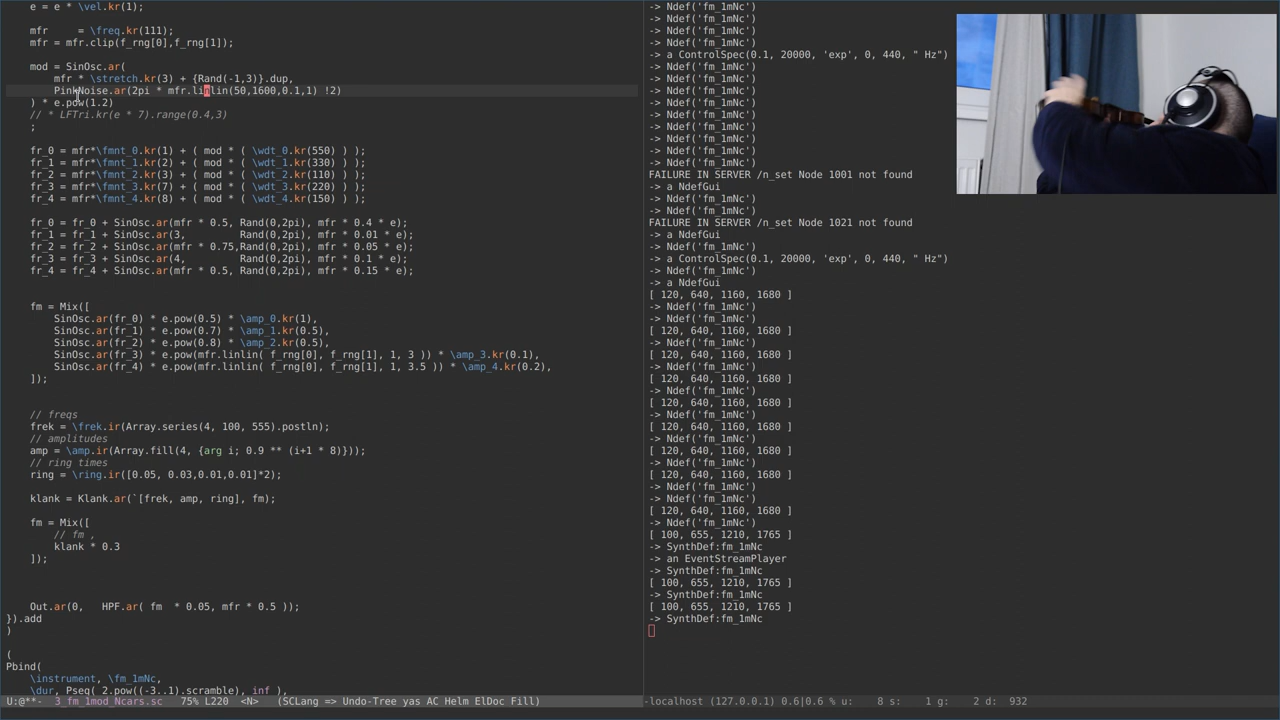 e = e * \vel.kr(1);
mfr     = \freq.kr(111);
mfr = mfr.clip(f_rng[0],f_rng[1]);
mod = SinOsc.ar(
mfr * \stretch.kr(3) + {Rand(-1,3)}.dup,
PinkNoise.ar(2pi * mfr.linlin(50,1600,0.1,1) !2)
) * e.pow(1.2)
// * LFTri.kr(e * 7).range(0.4,3)
;
fr_0 = mfr*\fmnt_0.kr(1) + ( mod * ( \wdt_0.kr(550) ) );
fr_1 = mfr*\fmnt_1.kr(2) + ( mod * ( \wdt_1.kr(330) ) );
fr_2 = mfr*\fmnt_2.kr(3) + ( mod * ( \wdt_2.kr(110) ) );
fr_3 = mfr*\fmnt_3.kr(7) + ( mod * ( \wdt_3.kr(220) ) );
fr_4 = mfr*\fmnt_4.kr(8) + ( mod * ( \wdt_4.kr(150) ) );
fr_0 = fr_0 + SinOsc.ar(mfr * 0.5, Rand(0,2pi), mfr * 0.4 * e);
fr_1 = fr_1 + SinOsc.ar(3,         Rand(0,2pi), mfr * 0.01 * e);
fr_2 = fr_2 + SinOsc.ar(mfr * 0.75,Rand(0,2pi), mfr * 0.05 * e);
fr_3 = fr_3 + SinOsc.ar(4,         Rand(0,2pi), mfr * 0.1 * e);
fr_4 = fr_4 + SinOsc.ar(mfr * 0.5, Rand(0,2pi), mfr * 0.15 * e);
fm = Mix([
SinOsc.ar(fr_0) * e.pow(0.5) * \amp_0.kr(1),
SinOsc.ar(fr_1) * e.pow(0.7) * \amp_1.kr(0.5),
SinOsc.ar(fr_2) * e.pow(0.8) * \amp_2.kr(0.5),
SinOsc.ar(fr_3) * e.pow(mfr.linlin( f_rng[0], f_rng[1], 1, 3 )) * \amp_3.kr(0.1),
SinOsc.ar(fr_4) * e.pow(mfr.linlin( f_rng[0], f_rng[1], 1, 3.5 )) * \amp_4.kr(0.2),
]);
// freqs
frek = \frek.ir(Array.series(4, 100, 555).postln);
// amplitudes
amp = \amp.ir(Array.fill(4, {arg i; 0.9 ** (i+1 * 8)}));
// ring times
ring = \ring.ir([0.05, 0.03,0.01,0.01]*2);
klank = Klank.ar(`[frek, amp, ring], fm);
fm = Mix([
// fm ,
klank * 0.3
]);
Out.ar(0,   HPF.ar( fm  * 0.05, mfr * 0.5 ));
}).add
)
(
Pbind(
\instrument, \fm_1mNc,
\dur, Pseq( 2.pow((-3..1).scramble), inf ),
U:@**-  3_fm_1mod_Ncars.sc   75% L220  <N>  (SCLang => Undo-Tree yas AC Helm ElDoc Fill)
-> Ndef('fm_1mNc')
-> Ndef('fm_1mNc')
-> Ndef('fm_1mNc')
-> Ndef('fm_1mNc')
-> a ControlSpec(0.1, 20000, 'exp', 0, 440, " Hz")
-> Ndef('fm_1mNc')
-> Ndef('fm_1mNc')
-> Ndef('fm_1mNc')
-> Ndef('fm_1mNc')
-> Ndef('fm_1mNc')
-> Ndef('fm_1mNc')
-> Ndef('fm_1mNc')
-> Ndef('fm_1mNc')
-> Ndef('fm_1mNc')
FAILURE IN SERVER /n_set Node 1001 not found
-> a NdefGui
-> Ndef('fm_1mNc')
-> Ndef('fm_1mNc')
FAILURE IN SERVER /n_set Node 1021 not found
-> a NdefGui
-> Ndef('fm_1mNc')
-> a ControlSpec(0.1, 20000, 'exp', 0, 440, " Hz")
-> Ndef('fm_1mNc')
-> a NdefGui
[ 120, 640, 1160, 1680 ]
-> Ndef('fm_1mNc')
-> Ndef('fm_1mNc')
[ 120, 640, 1160, 1680 ]
-> Ndef('fm_1mNc')
[ 120, 640, 1160, 1680 ]
-> Ndef('fm_1mNc')
[ 120, 640, 1160, 1680 ]
-> Ndef('fm_1mNc')
[ 120, 640, 1160, 1680 ]
-> Ndef('fm_1mNc')
[ 120, 640, 1160, 1680 ]
-> Ndef('fm_1mNc')
[ 120, 640, 1160, 1680 ]
-> Ndef('fm_1mNc')
[ 120, 640, 1160, 1680 ]
-> Ndef('fm_1mNc')
-> Ndef('fm_1mNc')
[ 120, 640, 1160, 1680 ]
-> Ndef('fm_1mNc')
[ 100, 655, 1210, 1765 ]
-> SynthDef:fm_1mNc
-> an EventStreamPlayer
-> SynthDef:fm_1mNc
[ 100, 655, 1210, 1765 ]
-> SynthDef:fm_1mNc
[ 100, 655, 1210, 1765 ]
-> SynthDef:fm_1mNc
-localhost (127.0.0.1) 0.6|0.6 % u:    8 s:    1 g:    2 d:  932